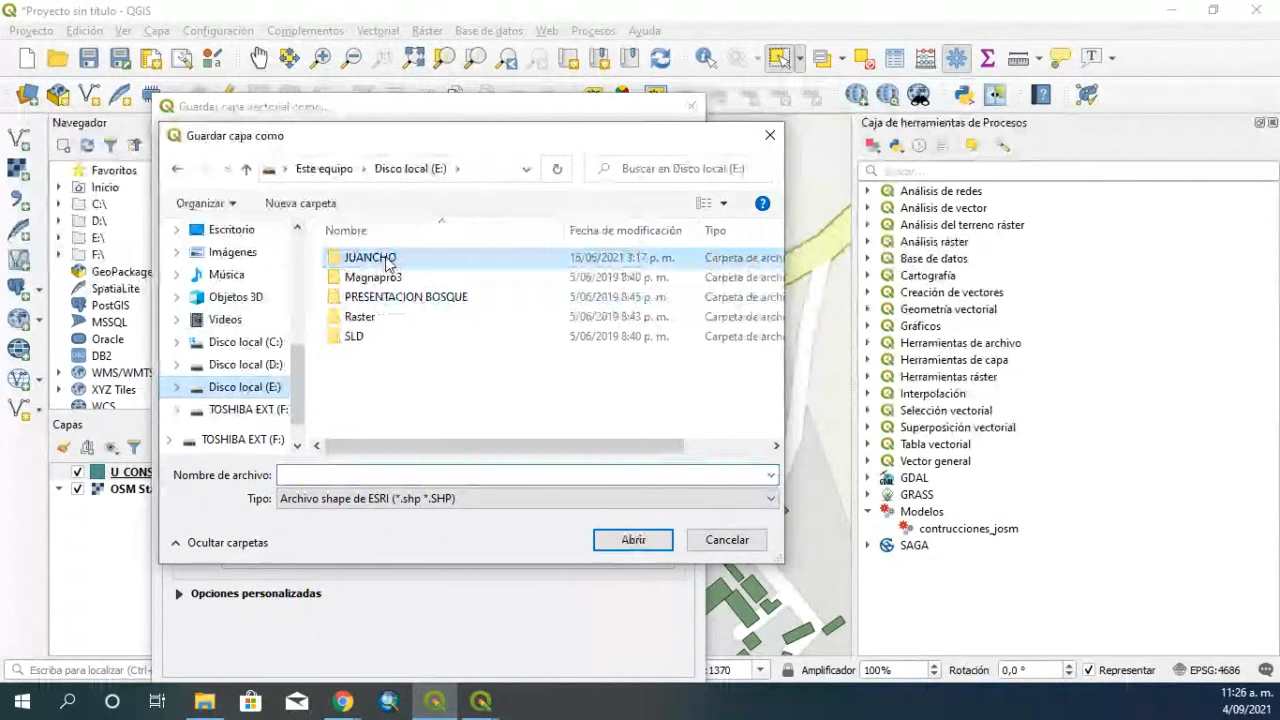 *Proyecto sin título - QGIS
Proyecto Edición Ver Capa Configuración Complementos Vectorial Ráster Base de datos Web Procesos Ayuda
Navegador
Favoritos
Inicio
C:\
D:\
E:\
F:\
GeoPackage
SpatiaLite
PostGIS
MSSQL
Oracle
DB2
WMS/WMTS
XYZ Tiles
WCS
Capas
U_CONS
OSM Sta
Guardar capa vectorial como...
Guardar capa como
Este equipo > Disco local (E:) >
Buscar en Disco local (E:)
Organizar Nueva carpeta
Escritorio
Imágenes
Música
Objetos 3D
Videos
Disco local (C:)
Disco local (D:)
Disco local (E:)
TOSHIBA EXT (F:
TOSHIBA EXT (F:)
Nombre Fecha de modificación Tipo
JUANCHO 16/06/2021 3:17 p. m. Carpeta de archi
Magnapro3 5/06/2019 8:40 p. m. Carpeta de archi
PRESENTACION BOSQUE 5/06/2019 8:45 p. m. Carpeta de archi
Raster 5/06/2019 8:43 p. m. Carpeta de archi
SLD 5/06/2019 8:40 p. m. Carpeta de archi
Nombre de archivo:
Tipo: Archivo shape de ESRI (*.shp *.SHP)
Ocultar carpetas
Abrir Cancelar
Opciones personalizadas
Caja de herramientas de Procesos
Buscar...
Análisis de redes
Análisis de vector
Análisis del terreno ráster
Análisis ráster
Base de datos
Cartografía
Creación de vectores
Geometría vectorial
Gráficos
Herramientas de archivo
Herramientas de capa
Herramientas ráster
Interpolación
Selección vectorial
Superposición vectorial
Tabla vectorial
Vector general
GDAL
GRASS
Modelos
contrucciones_josm
SAGA
Escriba para localizar (Ctrl+
:1370 Amplificador 100% Rotación 0,0 ° Representar EPSG:4686
11:26 a. m.
4/09/2021